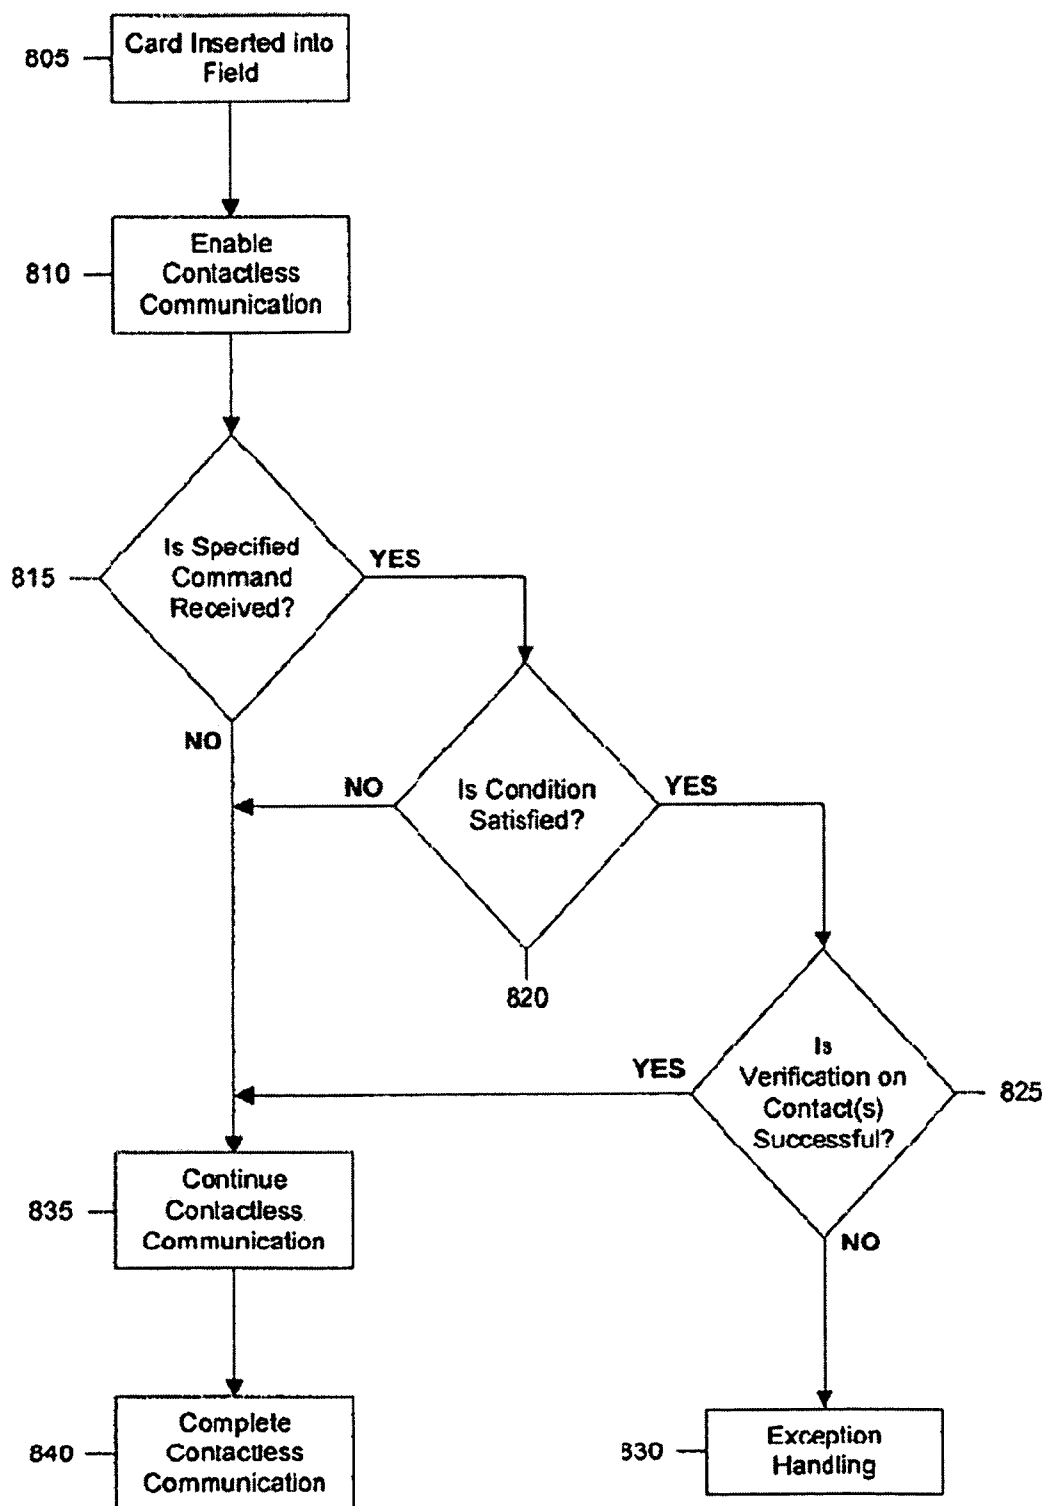 Card Inserted into
Field
805
Enable
Contactless
Communication
810
Is Specified
Command
Received?
815
YES
NO
Is Condition
Satisfied?
NO
YES
820
Is
Verification on
Contact(s)
Successful?
YES
825
NO
Continue
Contactless
Communication
835
Complete
Contactless
Communication
840
Exception
Handling
830